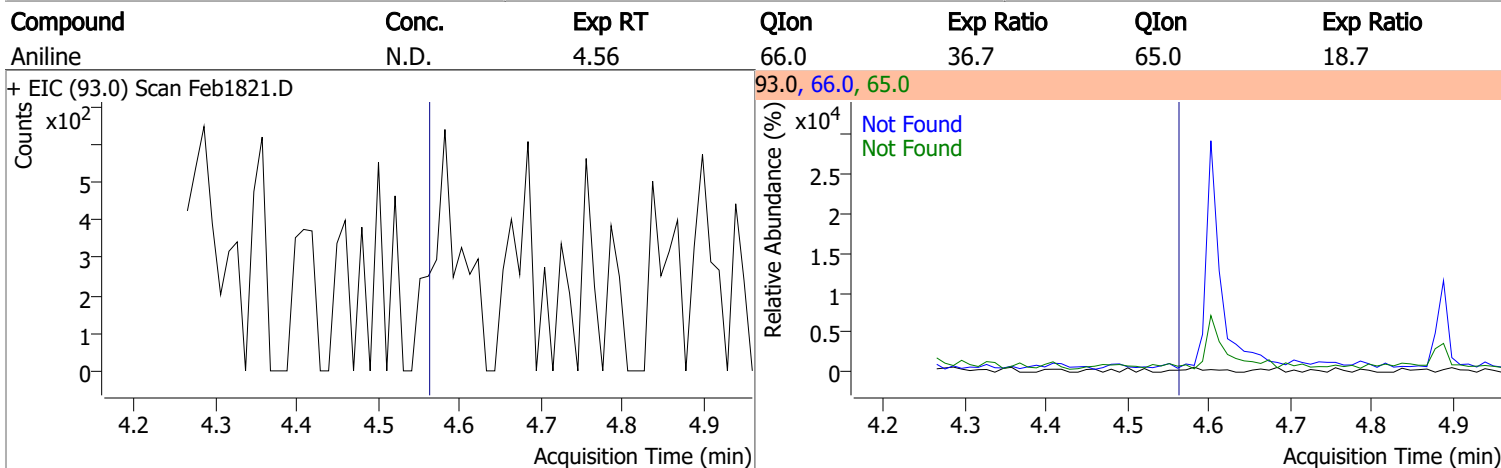 Compound Conc. Exp RT QIon Exp Ratio QIon Exp Ratio
Aniline N.D. 4.56 66.0 36.7 65.0 18.7
+ EIC (93.0) Scan Feb1821.D
Counts
x10²
5
4
3
2
1
0
4.2 4.3 4.4 4.5 4.6 4.7 4.8 4.9
Acquisition Time (min)
93.0, 66.0, 65.0
Relative Abundance (%)
x10⁴
Not Found
Not Found
2.5
2
1.5
1
0.5
0
4.2 4.3 4.4 4.5 4.6 4.7 4.8 4.9
Acquisition Time (min)